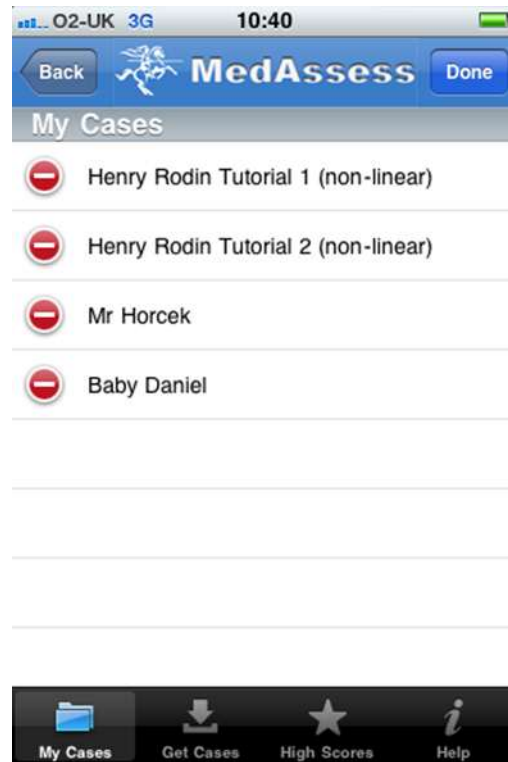 O2-UK 3G 10:40
Back MedAssess Done
My Cases
Henry Rodin Tutorial 1 (non-linear)
Henry Rodin Tutorial 2 (non-linear)
Mr Horcek
Baby Daniel
My Cases Get Cases High Scores Help